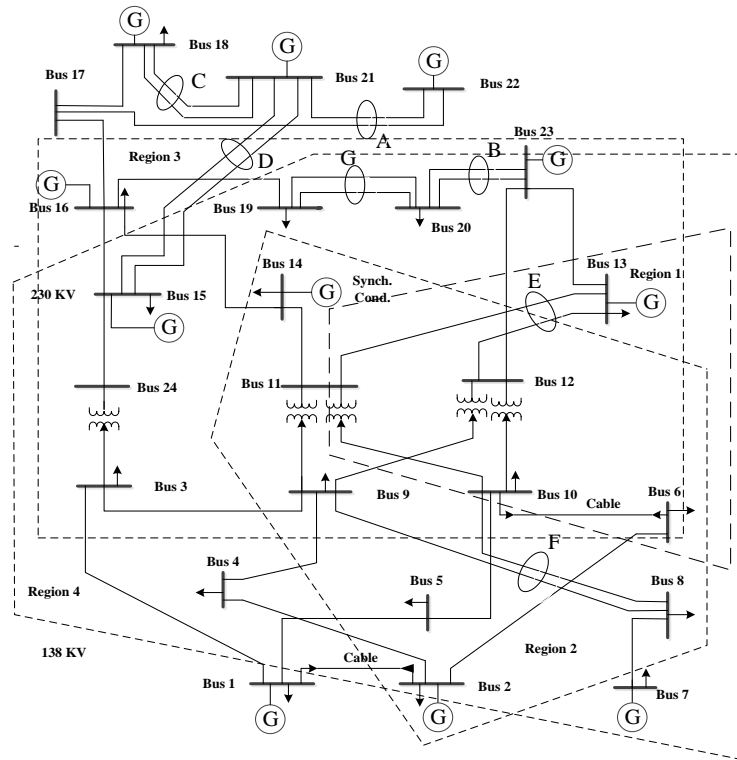 G
Bus 18
G
G
Bus 17
C
Bus 21
Bus 22
A
Bus 23
Region 3
D
G
B
G
G
Bus 16
Bus 19
Bus 20
Bus 14
Synch.
Cond.
Bus 13
Region 1
230 KV
Bus 15
G
E
G
G
Bus 24
Bus 11
Bus 12
Bus 3
Bus 9
Bus 10
Bus 6
Cable
Bus 4
F
Bus 5
Bus 8
Region 4
138 KV
Cable
Region 2
Bus 1
Bus 2
Bus 7
G
G
G